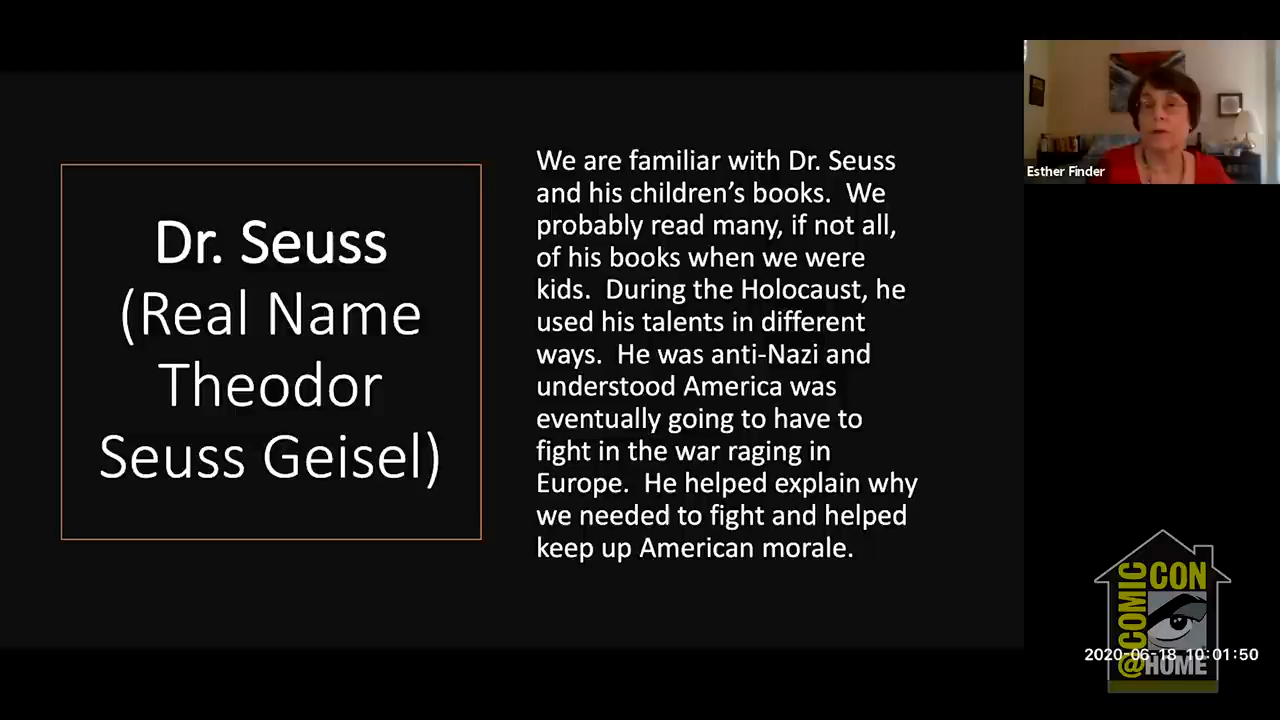 Dr. Seuss
(Real Name
Theodor
Seuss Geisel)
We are familiar with Dr. Seuss
and his children’s books.  We
probably read many, if not all,
of his books when we were
kids.  During the Holocaust, he
used his talents in different
ways.  He was anti-Nazi and
understood America was
eventually going to have to
fight in the war raging in
Europe.  He helped explain why
we needed to fight and helped
keep up American morale.
Esther Finder
COMIC
CON
@
HOME
2020-06-18 10:01:50